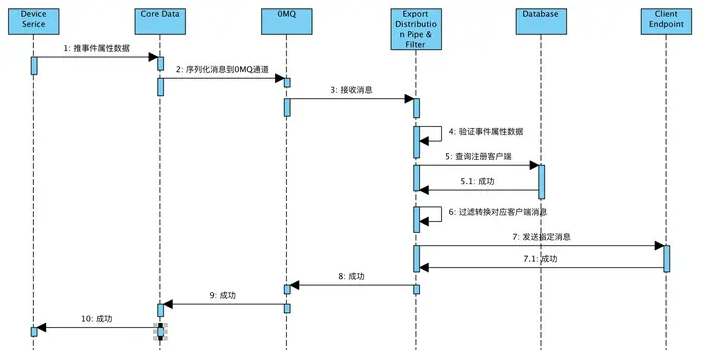 Device
Serice
Core Data
0MQ
Export
Distributio
n Pipe &
Filter
Database
Client
Endpoint
1: 推事件属性数据
2: 序列化消息到0MQ通道
3: 接收消息
4: 验证事件属性数据
5: 查询注册客户端
5.1: 成功
6: 过滤转换对应客户端消息
7: 发送指定消息
7.1: 成功
8: 成功
9: 成功
10: 成功